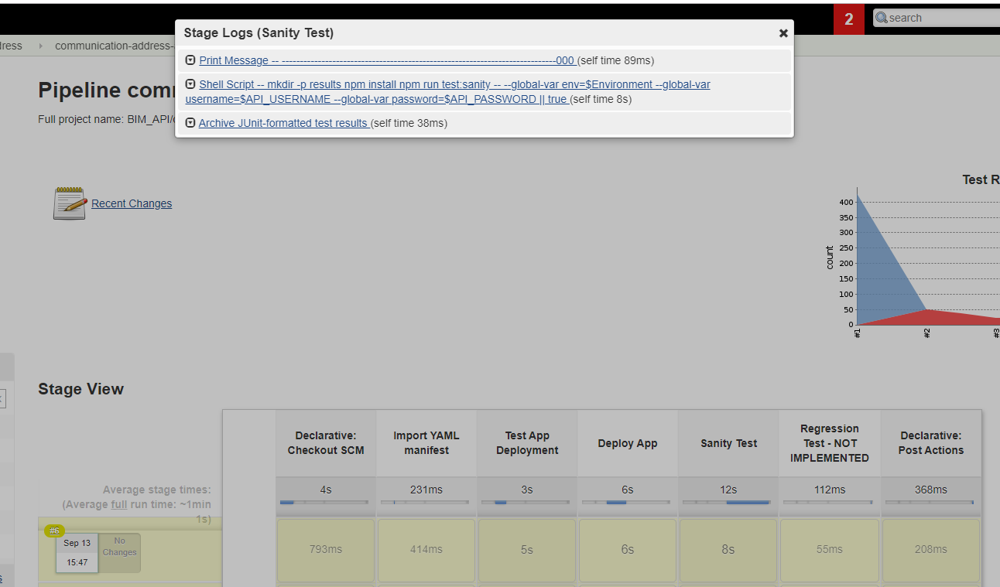 2
search
communication-address-
Stage Logs (Sanity Test)
Print Message -- ---------------------------------------------------------------------------000 (self time 89ms)
Shell Script -- mkdir -p results npm install npm run test:sanity -- --global-var env=$Environment --global-var
username=$API_USERNAME --global-var password=$API_PASSWORD || true (self time 8s)
Archive JUnit-formatted test results (self time 38ms)
Pipeline com
Full project name: BIM_API/
Recent Changes
Test R
count
400
350
300
250
200
150
100
50
0
#1
#2
#3
Stage View
Declarative:
Checkout SCM
Import YAML
manifest
Test App
Deployment
Deploy App
Sanity Test
Regression
Test - NOT
IMPLEMENTED
Declarative:
Post Actions
Average stage times:
(Average full run time: ~1min
1s)
4s
231ms
3s
6s
12s
112ms
368ms
#6
Sep 13
15:47
No
Changes
793ms
414ms
5s
6s
8s
55ms
208ms